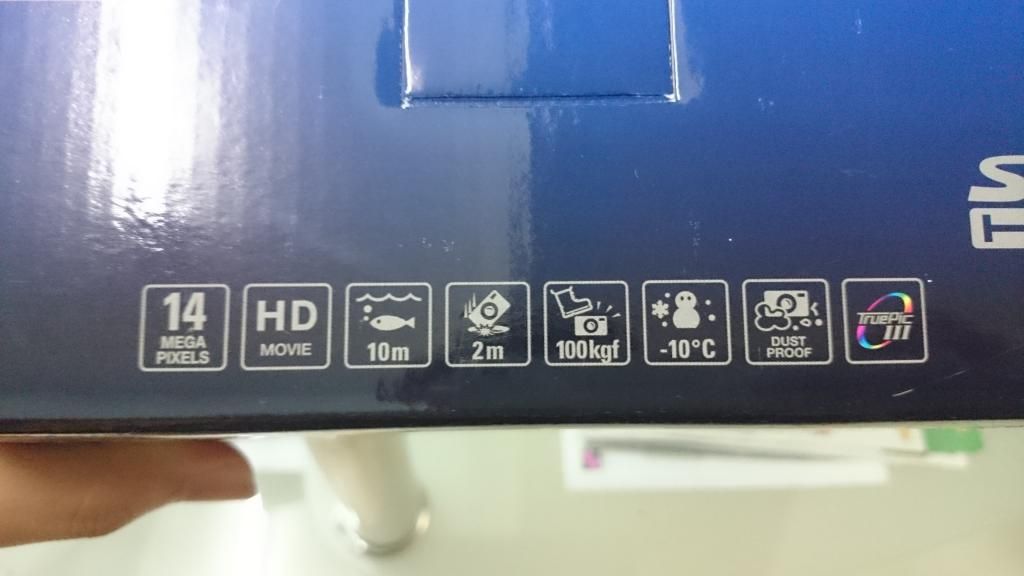 14
MEGA
PIXELS
HD
MOVIE
10m
2m
100kgf
-10°C
DUST
PROOF
TruePic
III